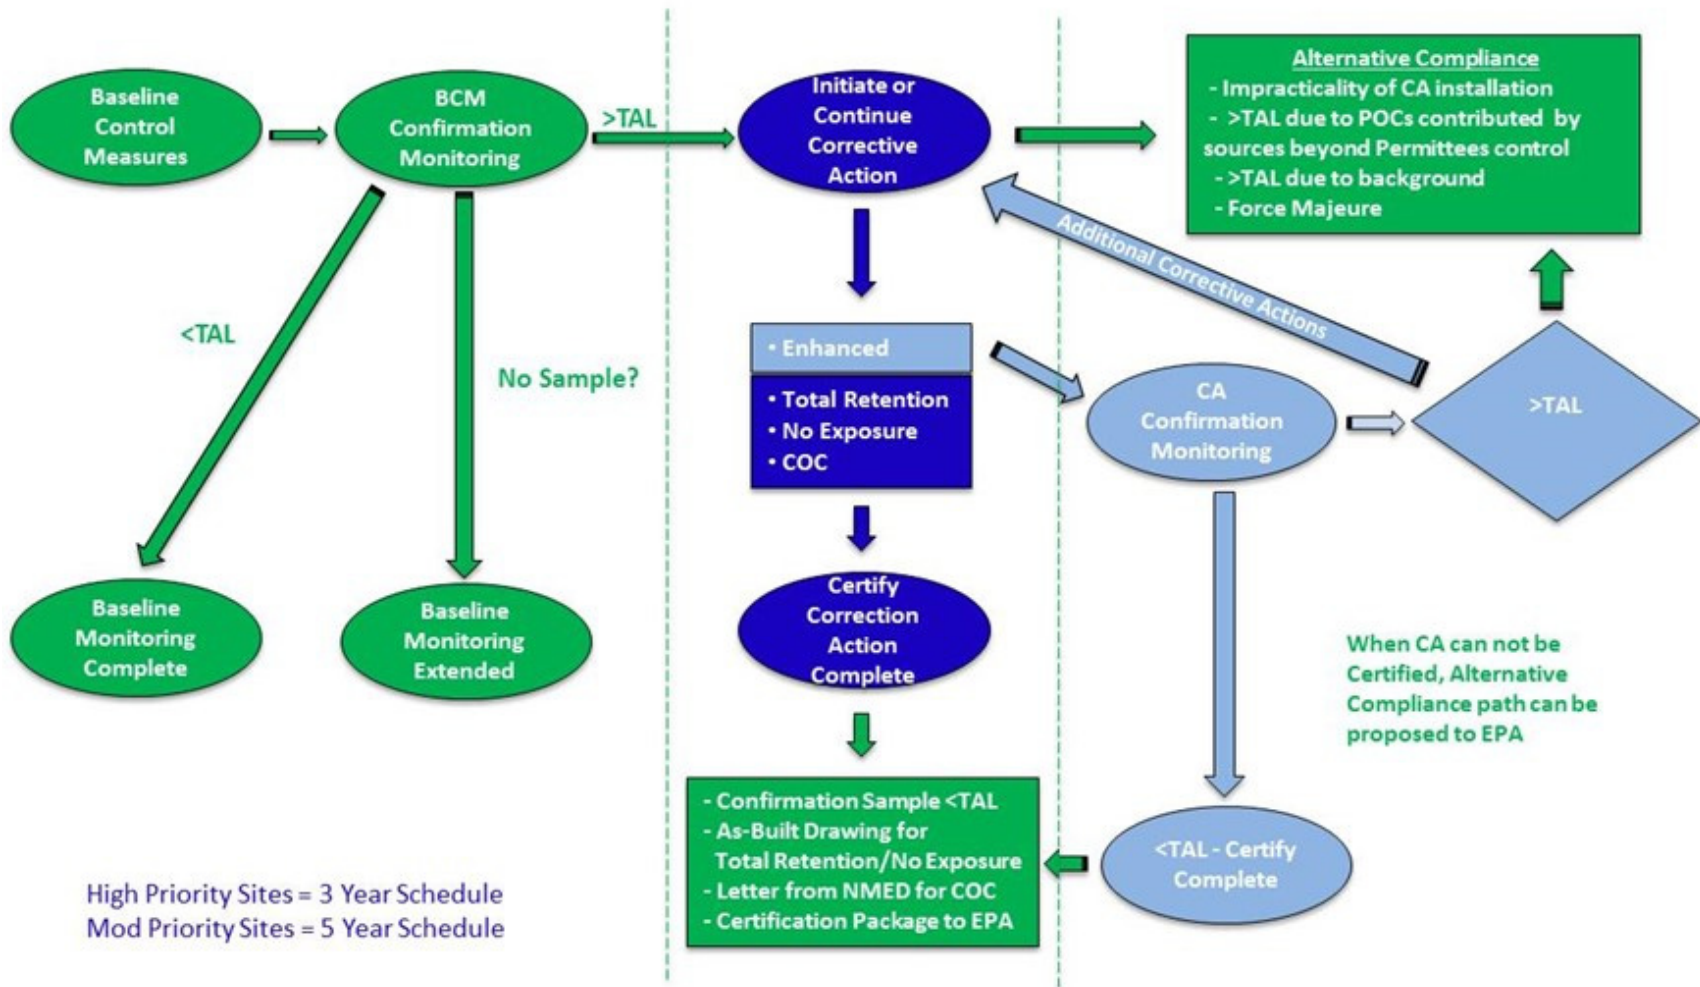 Baseline
Control
Measures
BCM
Confirmation
Monitoring
>TAL
Initiate or
Continue
Corrective
Action
Alternative Compliance
- Impracticality of CA installation
- >TAL due to POCs contributed by
sources beyond Permittees control
- >TAL due to background
- Force Majeure
Additional Corrective Actions
<TAL
No Sample?
• Enhanced
• Total Retention
• No Exposure
• COC
CA
Confirmation
Monitoring
>TAL
Baseline
Monitoring
Complete
Baseline
Monitoring
Extended
Certify
Correction
Action
Complete
When CA can not be
Certified, Alternative
Compliance path can be
proposed to EPA
- Confirmation Sample <TAL
- As-Built Drawing for
Total Retention/No Exposure
- Letter from NMED for COC
- Certification Package to EPA
<TAL - Certify
Complete
High Priority Sites = 3 Year Schedule
Mod Priority Sites = 5 Year Schedule